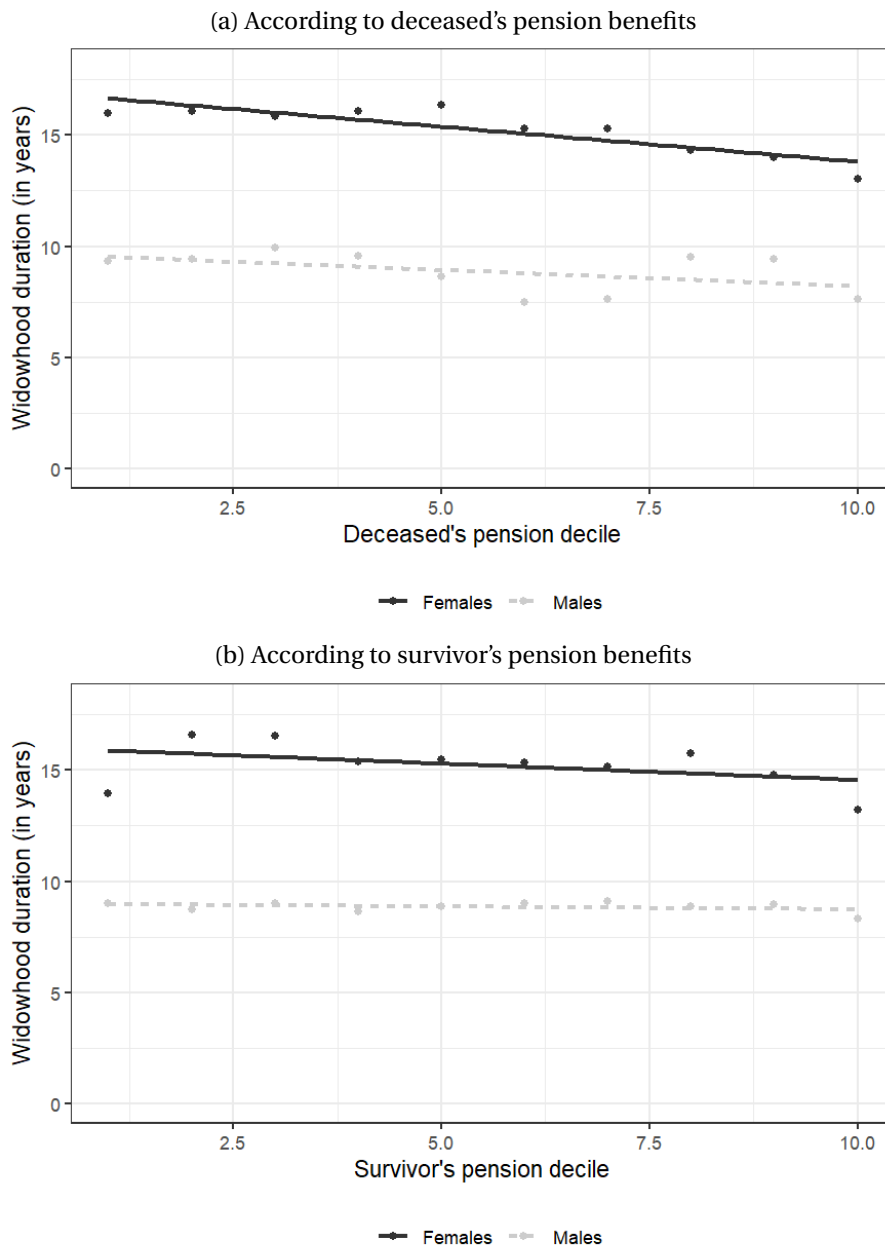 (a) According to deceased's pension benefits
Widowhood duration (in years)
15
10
5
0
2.5 5.0 7.5 10.0
Deceased's pension decile
Females Males
(b) According to survivor's pension benefits
Widowhood duration (in years)
15
10
5
0
2.5 5.0 7.5 10.0
Survivor's pension decile
Females Males